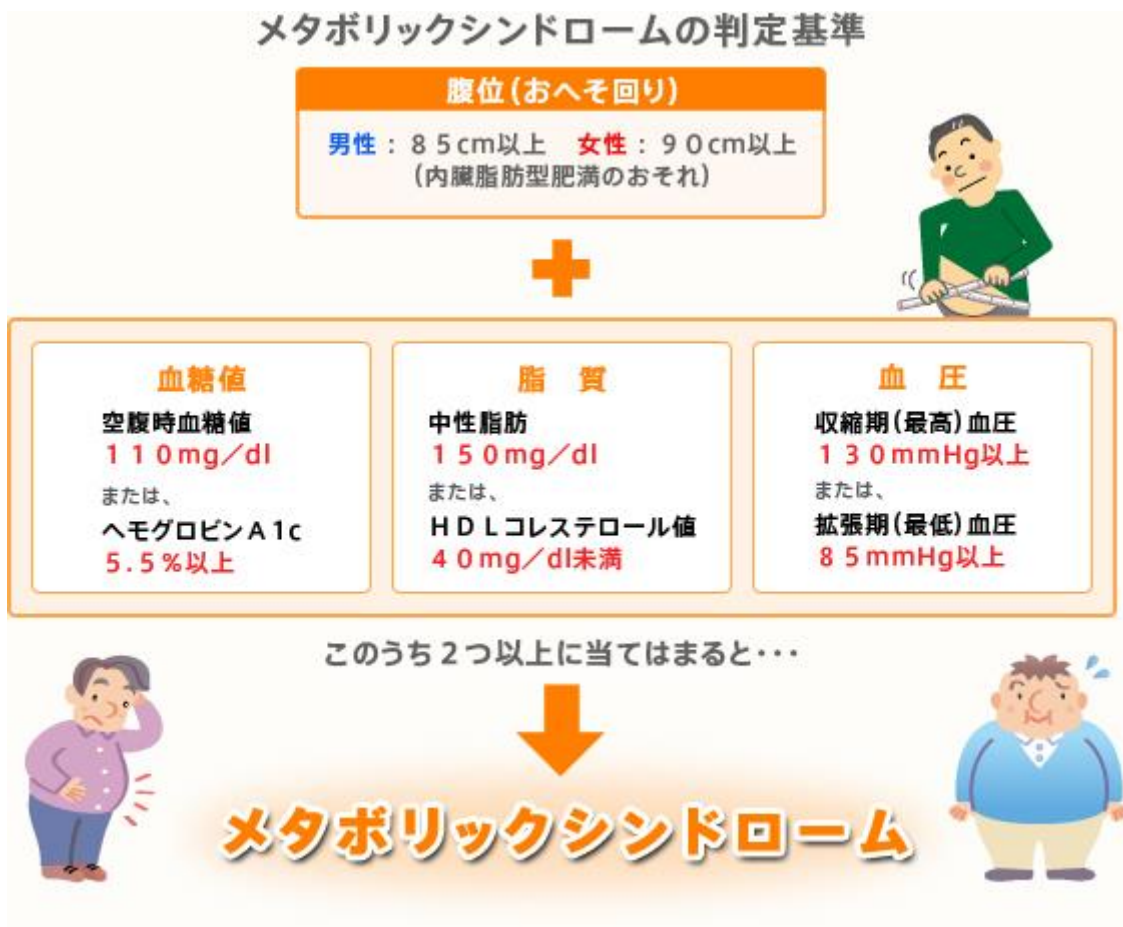 メタボリックシンドロームの判定基準
腹位(おへそ回り)
男性：８５cm以上　女性：９０cm以上
(内臓脂肪型肥満のおそれ)
血糖値
空腹時血糖値
１１０mg／dl
または、
ヘモグロビンＡ１c
５.５％以上
脂　質
中性脂肪
１５０mg／dl
または、
ＨＤＬコレステロール値
４０mg／dl未満
血　圧
収縮期(最高)血圧
１３０mmHg以上
または、
拡張期(最低)血圧
８５mmHg以上
このうち２つ以上に当てはまると･･･
メタボリックシンドローム